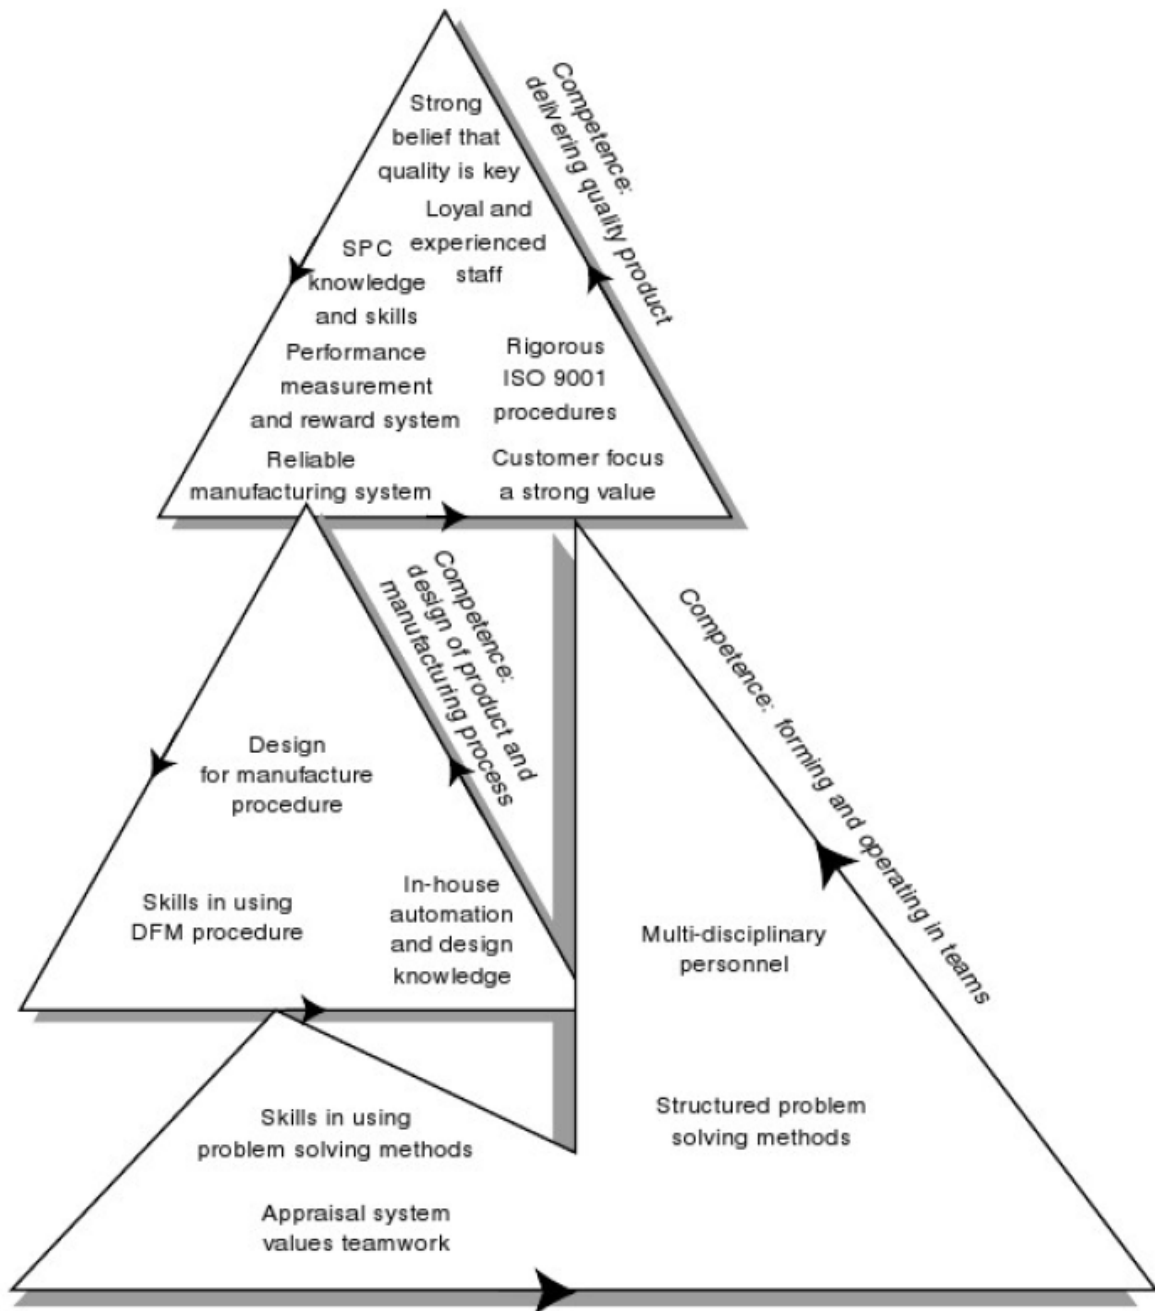 Competence:
delivering quality product
Strong
belief that
quality is key
Loyal and
experienced
staff
SPC
knowledge
and skills
Performance
measurement
and reward system
Rigorous
ISO 9001
procedures
Reliable
manufacturing system
Customer focus
a strong value
Competence:
design of product and
manufacturing process
Competence: forming and operating in teams
Design
for manufacture
procedure
Skills in using
DFM procedure
In-house
automation
and design
knowledge
Multi-disciplinary
personnel
Skills in using
problem solving methods
Structured problem
solving methods
Appraisal system
values teamwork